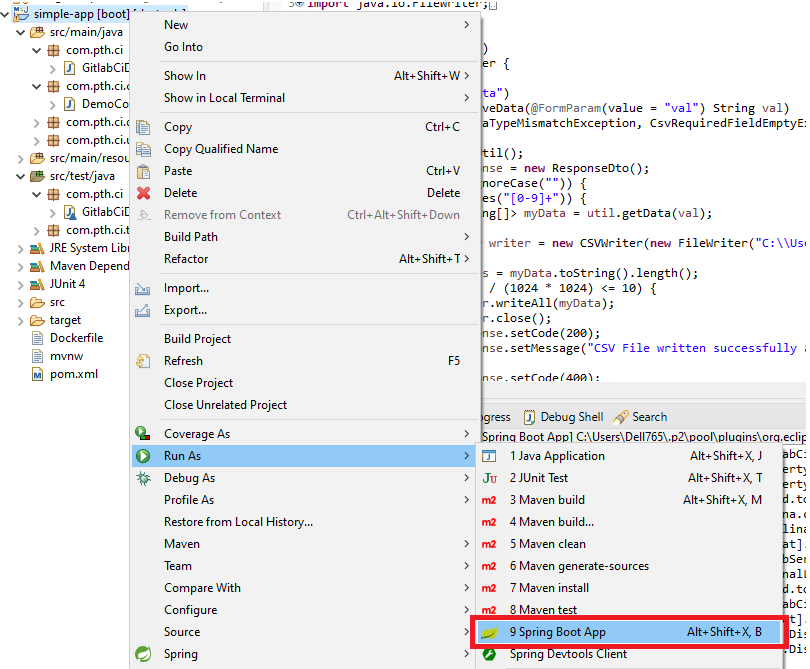 simple-app [boot]
src/main/java
com.pth.ci
GitlabCiD
com.pth.ci.
DemoCo
com.pth.ci.
com.pth.ci.
src/main/resou
src/test/java
com.pth.ci
GitlabCiD
com.pth.ci.t
JRE System Libr
Maven Depend
JUnit 4
src
target
Dockerfile
mvnw
pom.xml
New
Go Into
Show In Alt+Shift+W
Show in Local Terminal
Copy Ctrl+C
Copy Qualified Name
Paste Ctrl+V
Delete Delete
Remove from Context Ctrl+Alt+Shift+Down
Build Path
Refactor Alt+Shift+T
Import...
Export...
Build Project
Refresh F5
Close Project
Close Unrelated Project
Coverage As
Run As
Debug As
Profile As
Restore from Local History...
Maven
Team
Compare With
Configure
Source
Spring
import java.io.FileWriter;
)
er {
ta")
veData(@FormParam(value = "val") String val)
aTypeMismatchException, CsvRequiredFieldEmptyEx
til();
nse = new ResponseDto();
noreCase("")) {
es("[0-9]+")) {
ng[]> myData = util.getData(val);
writer = new CSVWriter(new FileWriter("C:\\Use
s = myData.toString().length();
/ (1024 * 1024) <= 10) {
r.writeAll(myData);
r.close();
nse.setCode(200);
nse.setMessage("CSV File written successfully a
nse.setCode(400);
ogress Debug Shell Search
[Spring Boot App] C:\Users\Dell765\.p2\pool\plugins\org.eclip
1 Java Application Alt+Shift+X, J
2 JUnit Test Alt+Shift+X, T
3 Maven build Alt+Shift+X, M
4 Maven build...
5 Maven clean
6 Maven generate-sources
7 Maven install
8 Maven test
9 Spring Boot App Alt+Shift+X, B
Spring Devtools Client